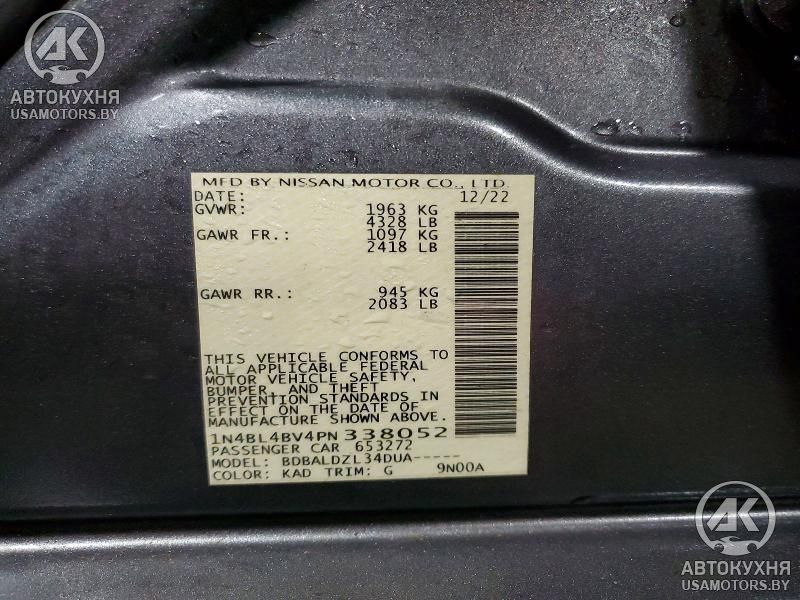 AK
АВТОКУХНЯ
USAMOTORS.BY
MFD BY NISSAN MOTOR CO., LTD.
DATE: 12/22
GVWR: 1963 KG
4328 LB
GAWR FR.: 1097 KG
2418 LB
GAWR RR.: 945 KG
2083 LB
THIS VEHICLE CONFORMS TO
ALL APPLICABLE FEDERAL
MOTOR VEHICLE SAFETY,
BUMPER, AND THEFT
PREVENTION STANDARDS IN
EFFECT ON THE DATE OF
MANUFACTURE SHOWN ABOVE.
1N4BL4BV4PN338052
PASSENGER CAR 653272
MODEL: BDBALDZL34DUA-----
COLOR: KAD TRIM: G 9N00A
AK
АВТОКУХНЯ
USAMOTORS.BY